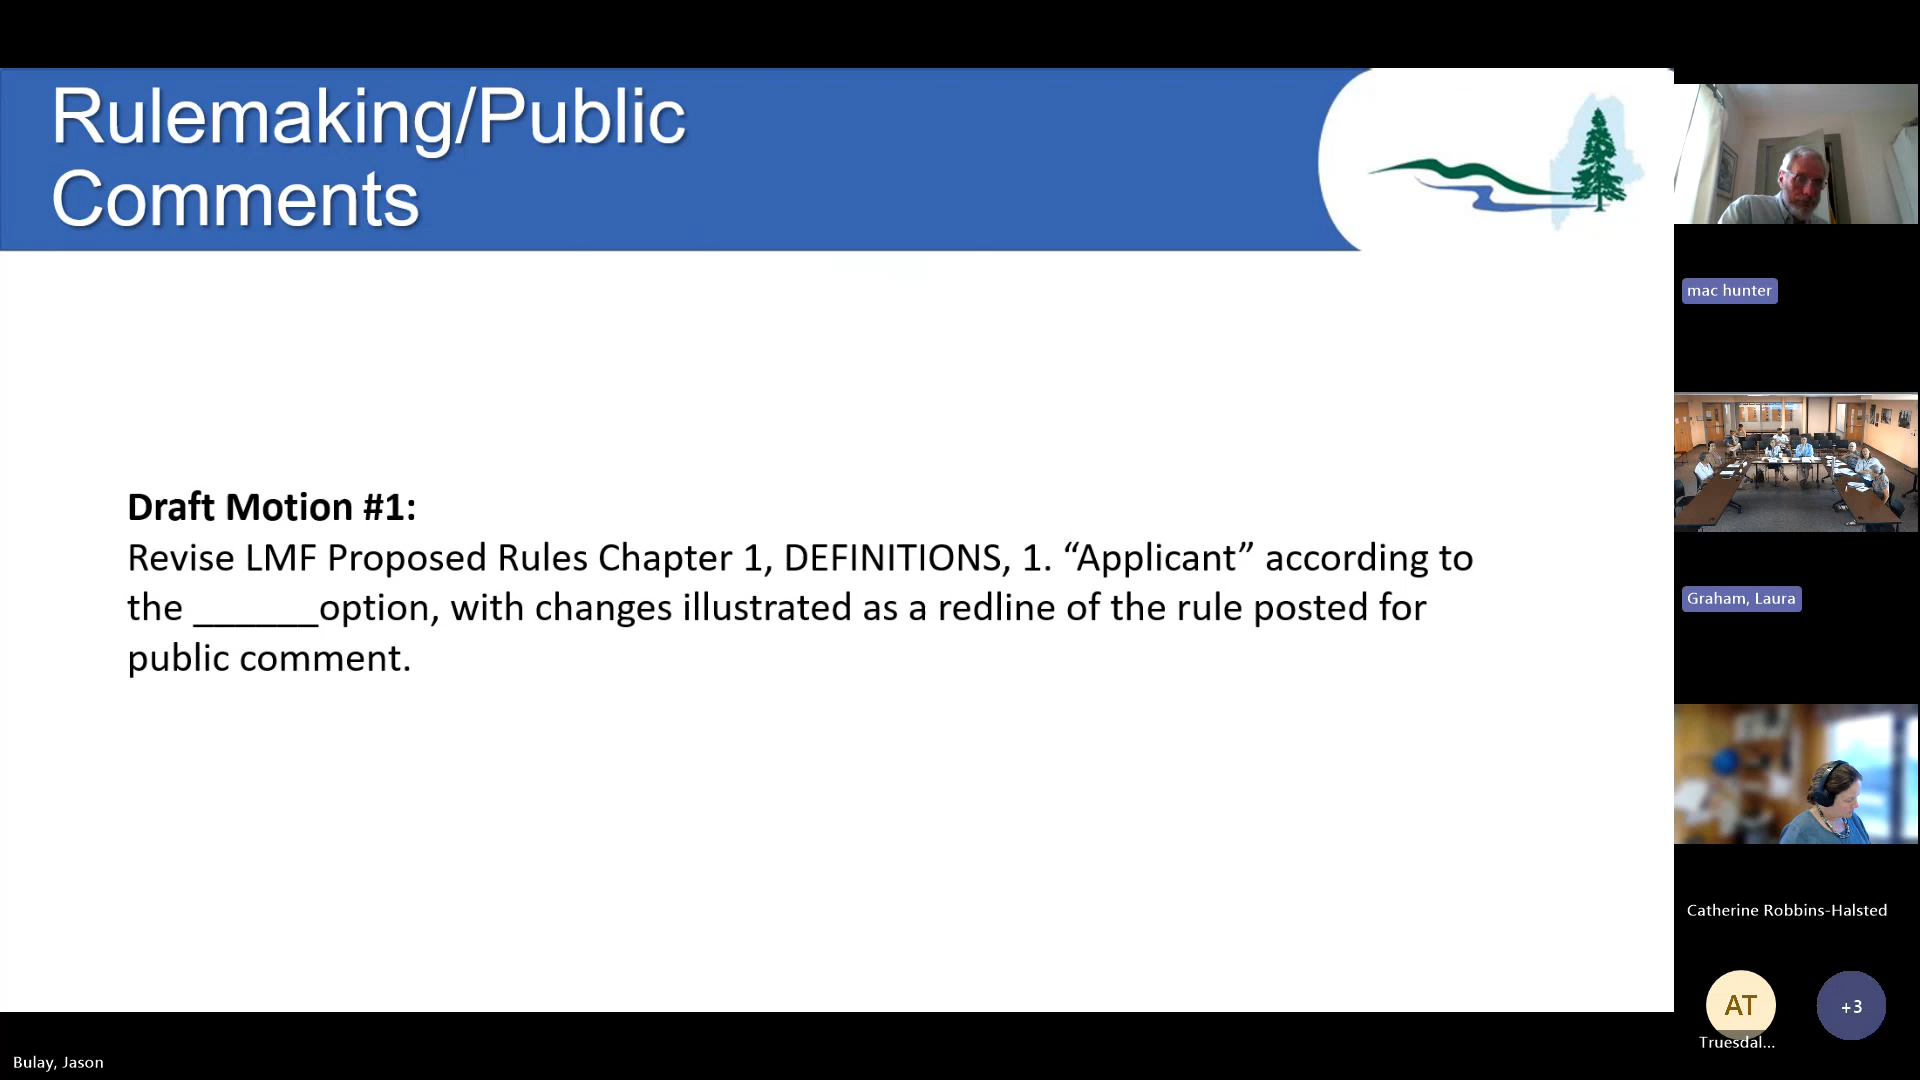 Rulemaking/Public
Comments
Draft Motion #1:
Revise LMF Proposed Rules Chapter 1, DEFINITIONS, 1. “Applicant” according to
the ______option, with changes illustrated as a redline of the rule posted for
public comment.
mac hunter
Graham, Laura
Catherine Robbins-Halsted
AT
+3
Truesdal...
Bulay, Jason